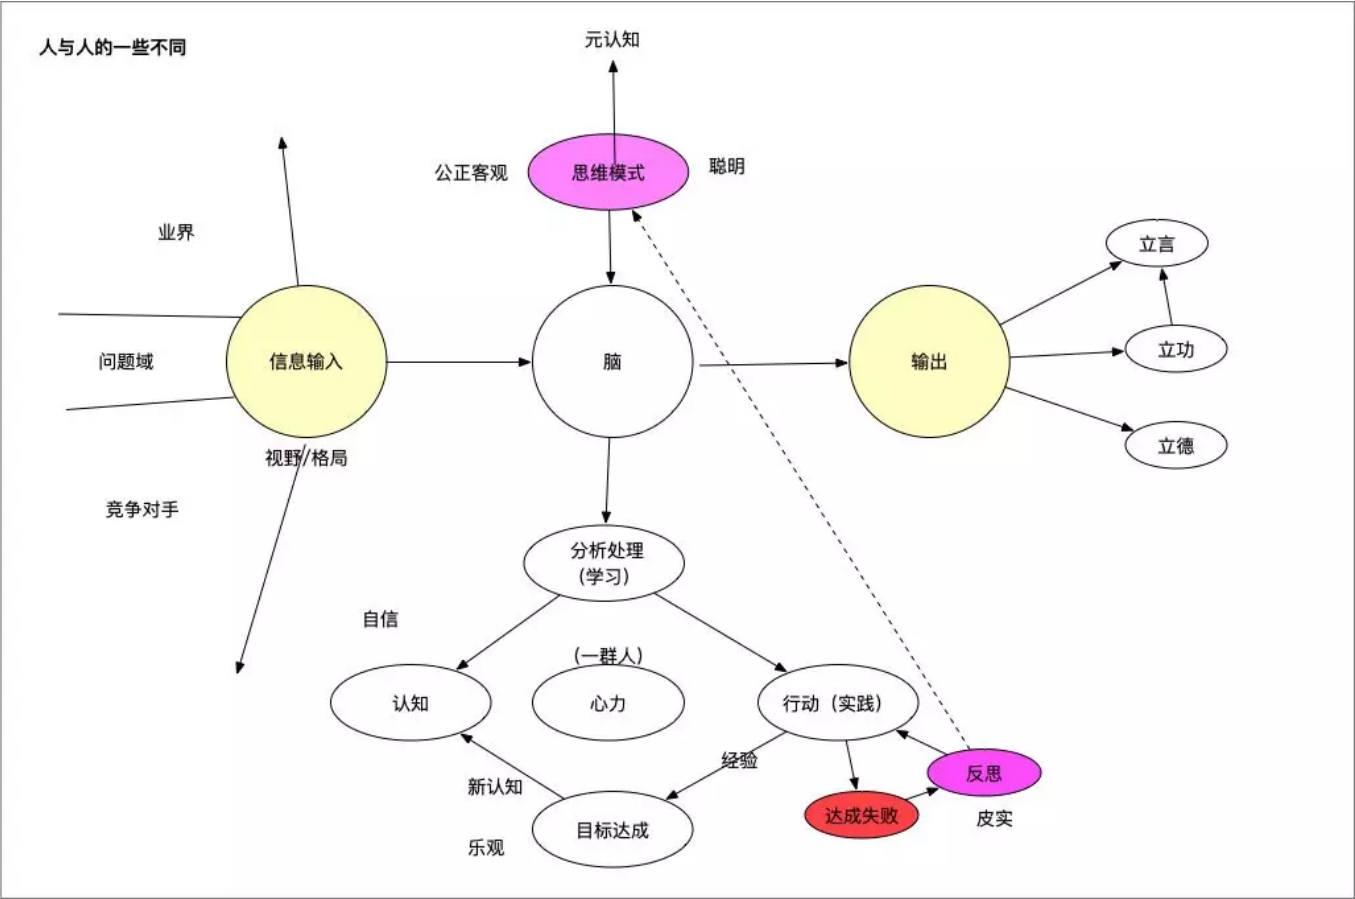 人与人的一些不同
元认知
公正客观
思维模式
聪明
业界
立言
问题域
信息输入
脑
输出
立功
视野/格局
立德
竞争对手
分析处理
(学习)
自信
(一群人)
认知
心力
行动（实践）
经验
新认知
反思
目标达成
达成失败
皮实
乐观